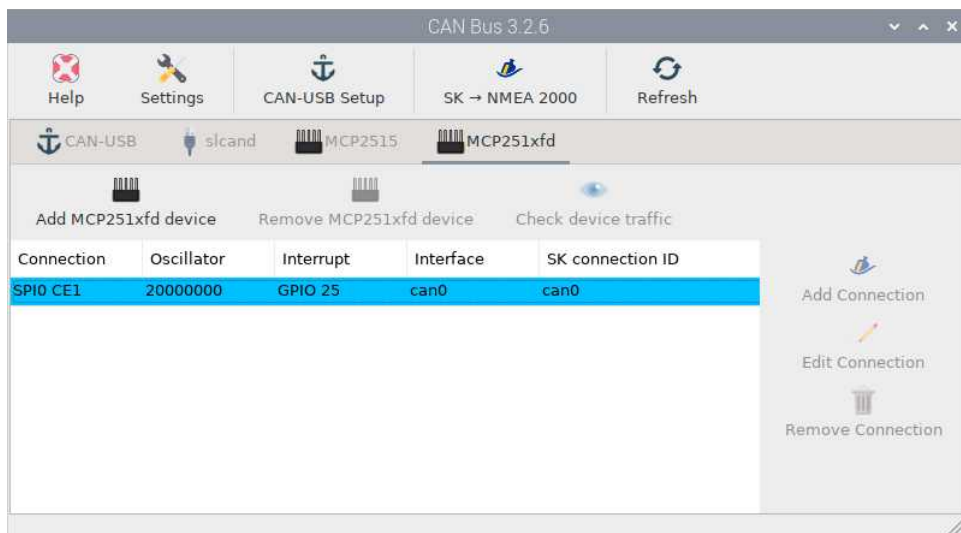 CAN Bus 3.2.6
Help Settings CAN-USB Setup SK → NMEA 2000 Refresh
CAN-USB slcand MCP2515 MCP251xfd
Add MCP251xfd device Remove MCP251xfd device Check device traffic
Connection Oscillator Interrupt Interface SK connection ID
SPI0 CE1 20000000 GPIO 25 can0 can0
Add Connection
Edit Connection
Remove Connection